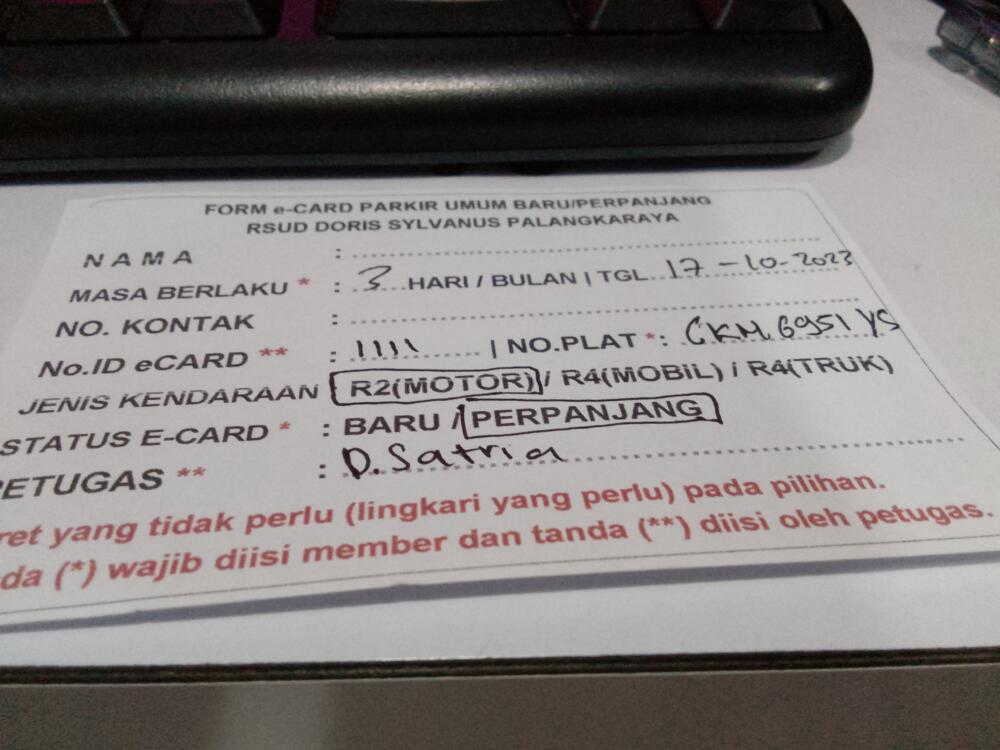 FORM e-CARD PARKIR UMUM BARU/PERPANJANG
RSUD DORIS SYLVANUS PALANGKARAYA
N A M A :
MASA BERLAKU * : 3 HARI / BULAN | TGL 17 - 10 - 2023
NO. KONTAK :
No.ID eCARD ** : 1111 | NO.PLAT *: CKM.6951 YS
JENIS KENDARAAN R2(MOTOR) / R4(MOBIL) / R4(TRUK)
STATUS E-CARD * : BARU / PERPANJANG
PETUGAS ** : D. Satria
ret yang tidak perlu (lingkari yang perlu) pada pilihan.
da (*) wajib diisi member dan tanda (**) diisi oleh petugas.